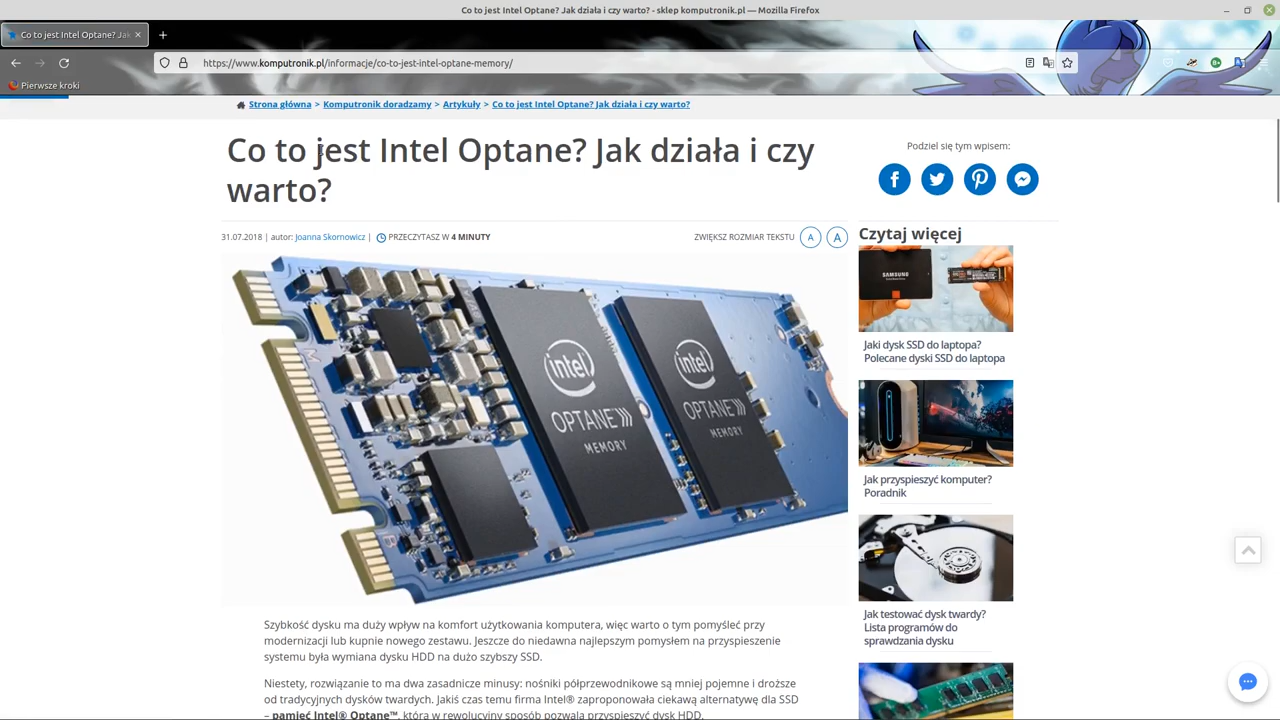 Co to jest Intel Optane? Jak działa i czy warto? - sklep komputronik.pl — Mozilla Firefox
Co to jest Intel Optane? Jak
https://www.komputronik.pl/informacje/co-to-jest-intel-optane-memory/
Pierwsze kroki
Strona główna > Komputronik doradzamy > Artykuły > Co to jest Intel Optane? Jak działa i czy warto?
Co to jest Intel Optane? Jak działa i czy
warto?
Podziel się tym wpisem:
31.07.2018 | autor: Joanna Skornowicz | PRZECZYTASZ W 4 MINUTY
ZWIĘKSZ ROZMIAR TEKSTU A A
intel
OPTANE
MEMORY
intel
OPTANE
MEMORY
Szybkość dysku ma duży wpływ na komfort użytkowania komputera, więc warto o tym pomyśleć przy
modernizacji lub kupnie nowego zestawu. Jeszcze do niedawna najlepszym pomysłem na przyspieszenie
systemu była wymiana dysku HDD na dużo szybszy SSD.
Niestety, rozwiązanie to ma dwa zasadnicze minusy: nośniki półprzewodnikowe są mniej pojemne i droższe
od tradycyjnych dysków twardych. Jakiś czas temu firma Intel® zaproponowała ciekawą alternatywę dla SSD
– pamięć Intel® Optane™, która w rewolucyjny sposób pozwala przyspieszyć dysk HDD.
Czytaj więcej
SAMSUNG
Jaki dysk SSD do laptopa?
Polecane dyski SSD do laptopa
Jak przyspieszyć komputer?
Poradnik
Jak testować dysk twardy?
Lista programów do
sprawdzania dysku